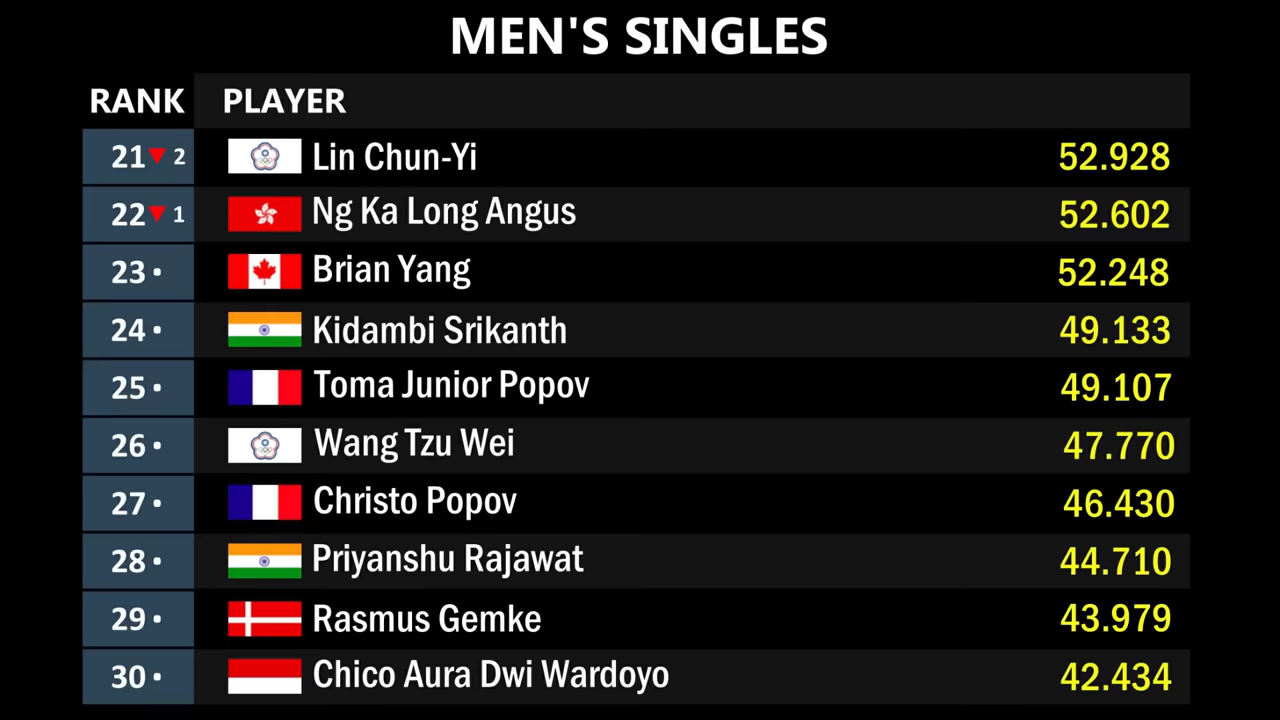 MEN'S SINGLES
RANK PLAYER
21 ▼ 2 Lin Chun-Yi 52.928
22 ▼ 1 Ng Ka Long Angus 52.602
23 • Brian Yang 52.248
24 • Kidambi Srikanth 49.133
25 • Toma Junior Popov 49.107
26 • Wang Tzu Wei 47.770
27 • Christo Popov 46.430
28 • Priyanshu Rajawat 44.710
29 • Rasmus Gemke 43.979
30 • Chico Aura Dwi Wardoyo 42.434